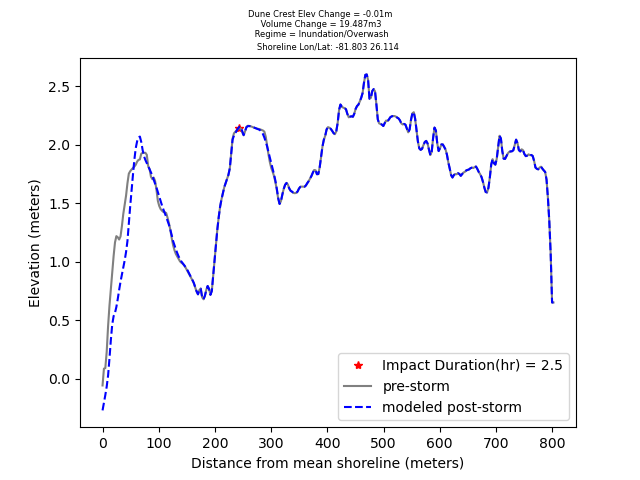 Dune Crest Elev Change = -0.01m
Volume Change = 19.487m3
Regime = Inundation/Overwash
Shoreline Lon/Lat: -81.803 26.114
2.5
2.0
1.5
1.0
0.5
0.0
Elevation (meters)
Impact Duration(hr) = 2.5
pre-storm
modeled post-storm
0 100 200 300 400 500 600 700 800
Distance from mean shoreline (meters)